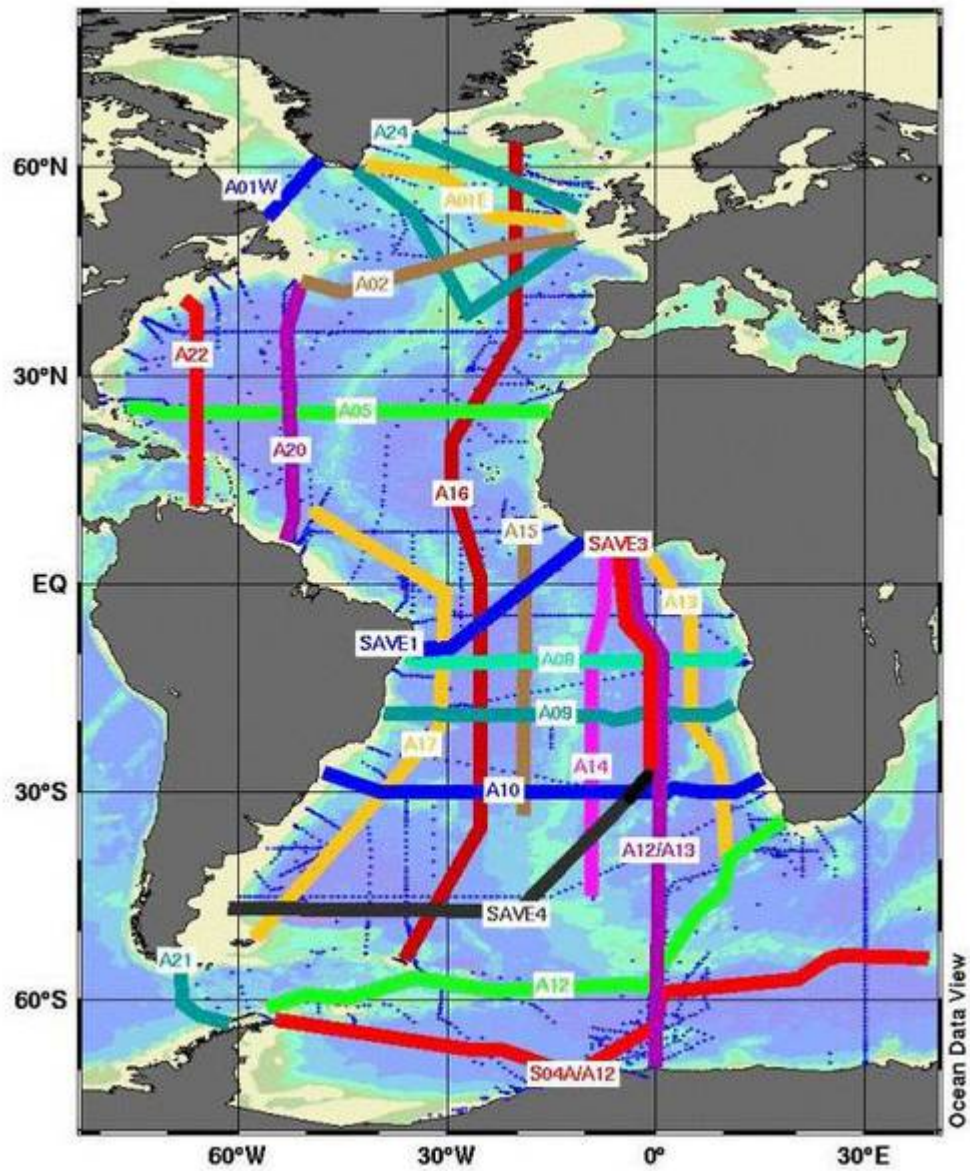 A24
60°N
A01W
A01E
A02
A22
30°N
A05
A20
A16
A15
SAVE3
EQ
A13
SAVE1
A08
A09
A17
A14
30°S
A10
A12/A13
SAVE4
A21
A12
60°S
S04A/A12
60°W
30°W
0°
30°E
Ocean Data View